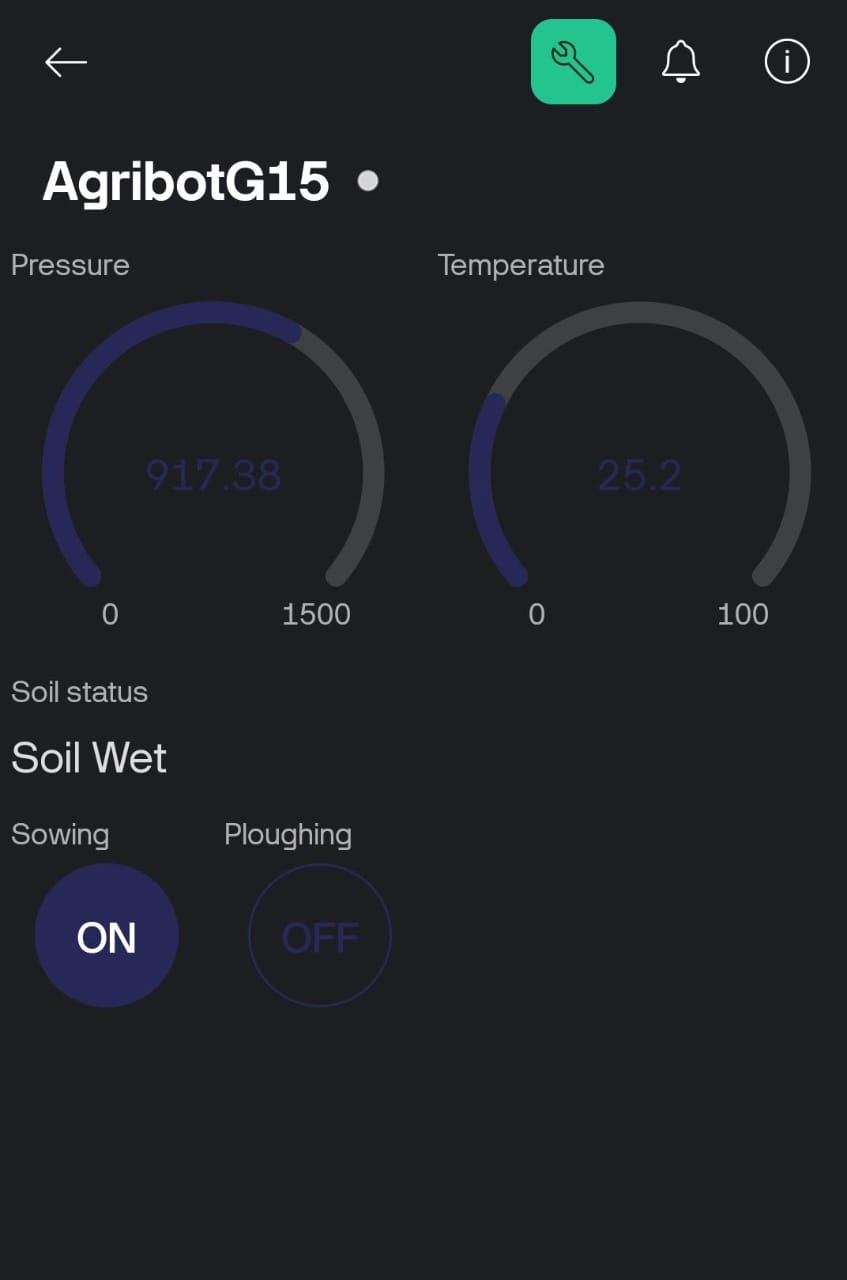 AgribotG15
Pressure Temperature
917.38 25.2
0 1500 0 100
Soil status
Soil Wet
Sowing Ploughing
ON OFF